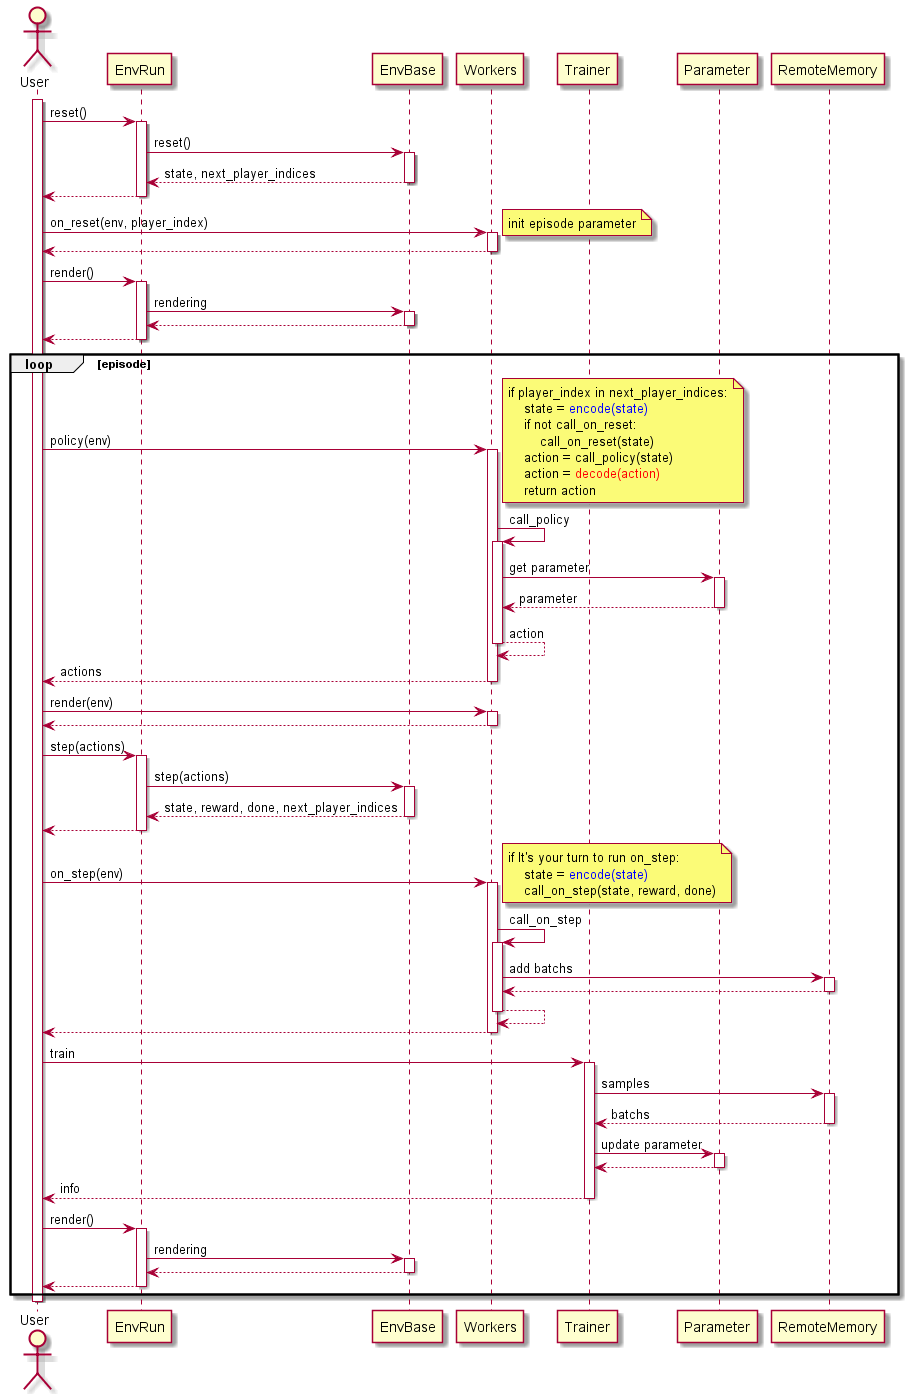 User
EnvRun
EnvBase
Workers
Trainer
Parameter
RemoteMemory
reset()
reset()
state, next_player_indices
on_reset(env, player_index)
init episode parameter
render()
rendering
loop
[episode]
if player_index in next_player_indices:
state = encode(state)
if not call_on_reset:
call_on_reset(state)
action = call_policy(state)
action = decode(action)
return action
policy(env)
call_policy
get parameter
parameter
action
actions
render(env)
step(actions)
step(actions)
state, reward, done, next_player_indices
if It's your turn to run on_step:
state = encode(state)
call_on_step(state, reward, done)
on_step(env)
call_on_step
add batchs
train
samples
batchs
update parameter
info
render()
rendering
User
EnvRun
EnvBase
Workers
Trainer
Parameter
RemoteMemory